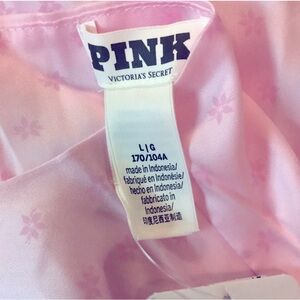 PINK
VICTORIA'S SECRET
L|G
170/104A
made in Indonesia/
fabriqué en Indonésie/
hecho en Indonesia/
fabbricato in
Indonesia/
印度尼西亚制造